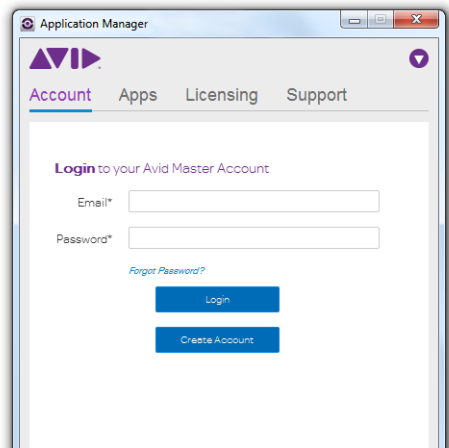 Application Manager
AVID
Account Apps Licensing Support
Login to your Avid Master Account
Email*
Password*
Forgot Password?
Login
Create Account